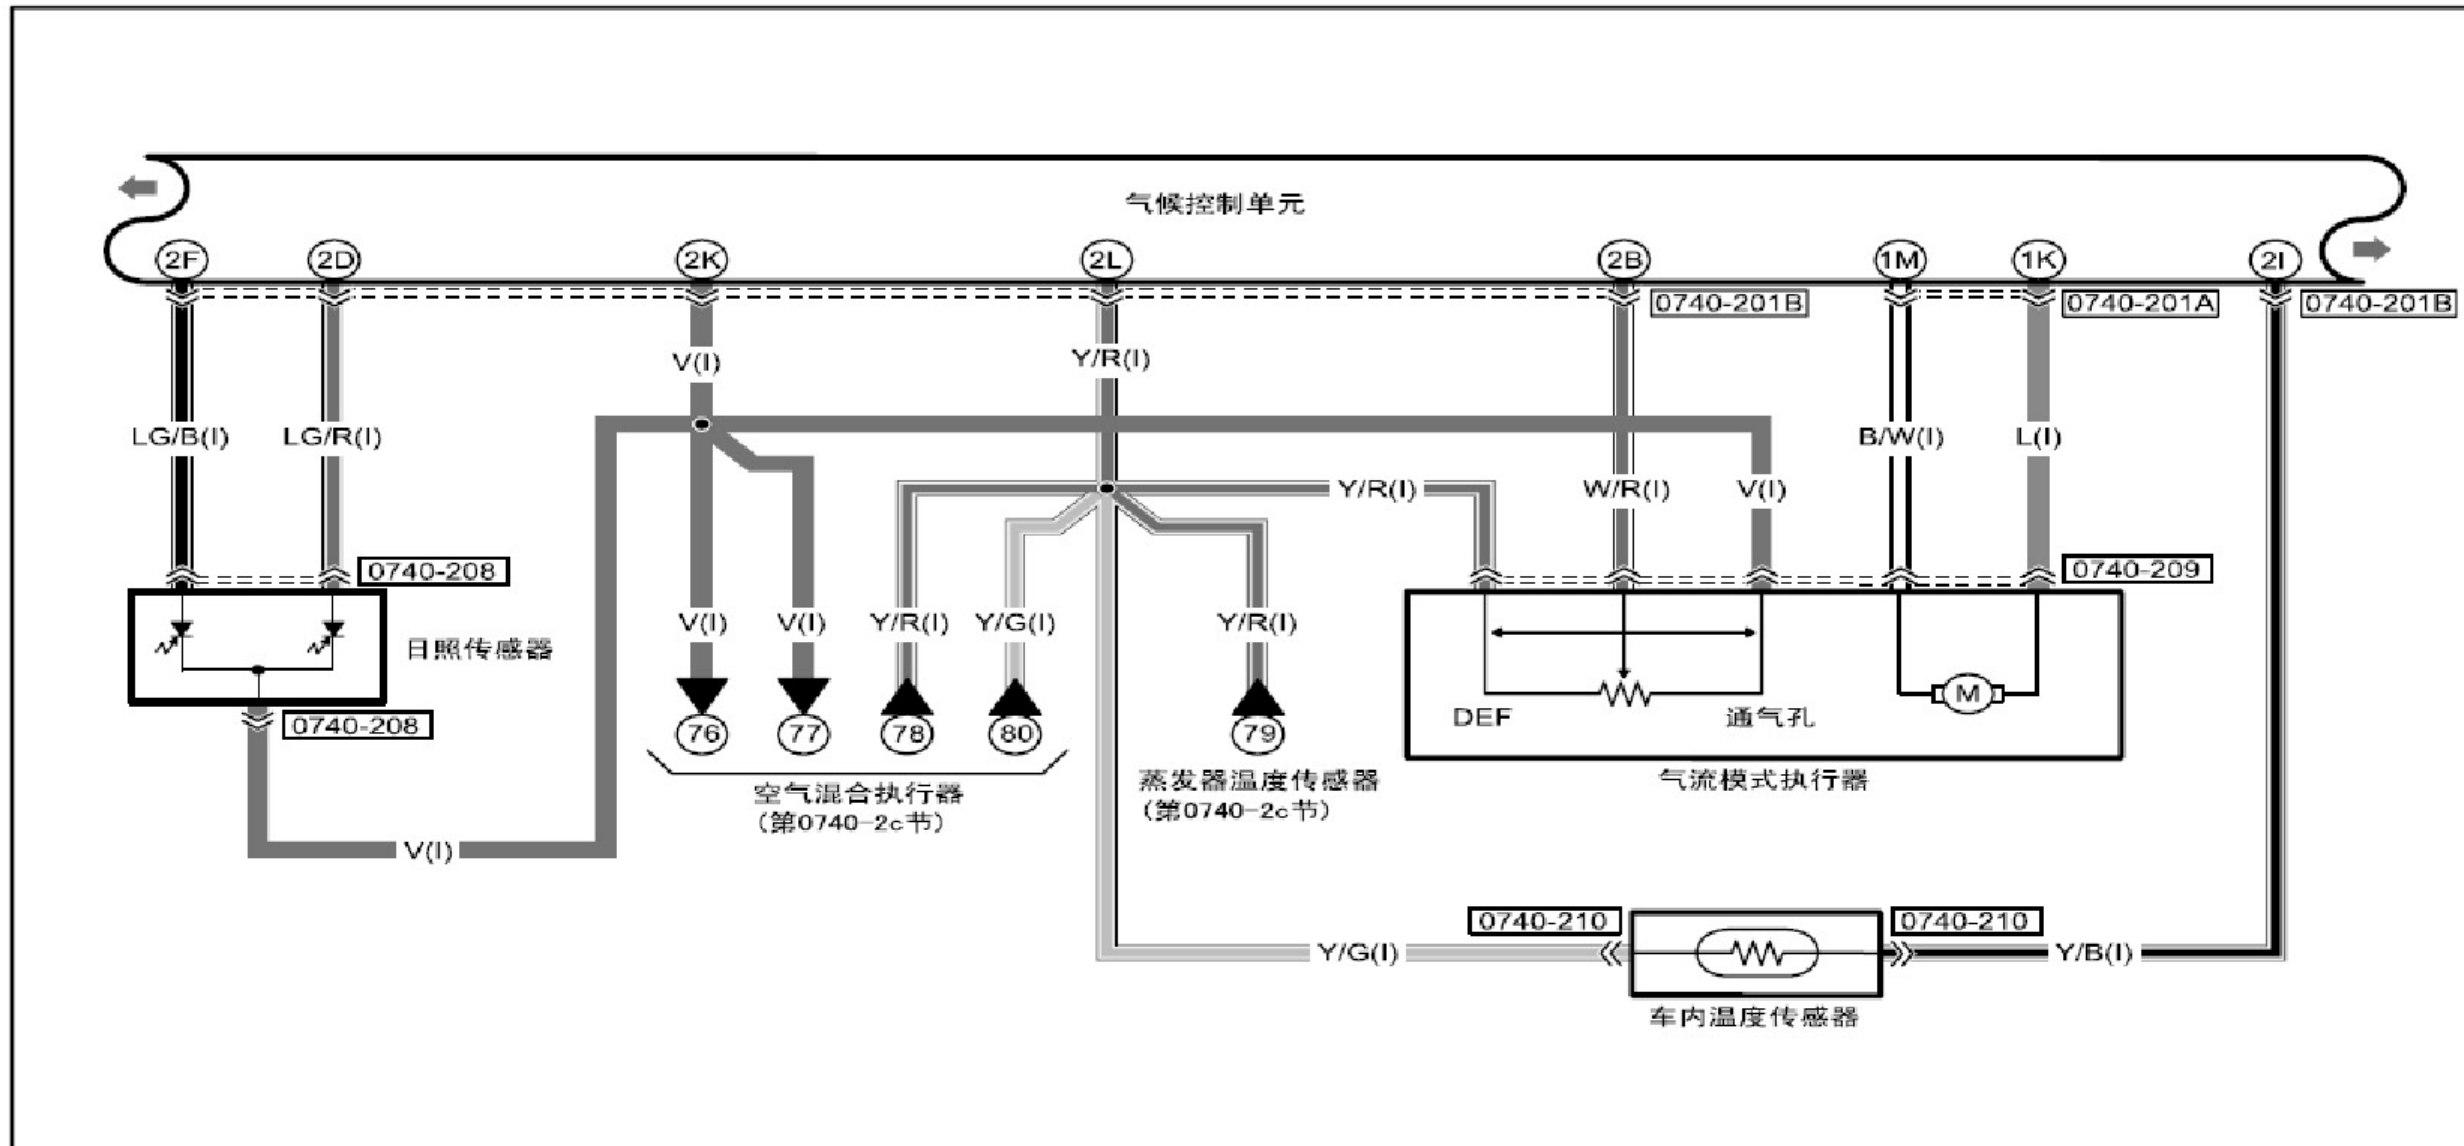 气候控制单元
2F 2D 2K 2L 2B 1M 1K 2I
0740-201B 0740-201A 0740-201B
V(I) Y/R(I)
LG/B(I) LG/R(I) B/W(I) L(I)
Y/R(I) W/R(I) V(I)
0740-208 0740-209
V(I) V(I) Y/R(I) Y/G(I) Y/R(I)
日照传感器
M
0740-208 DEF 通气孔
76 77 78 80 79
空气混合执行器 蒸发器温度传感器 气流模式执行器
(第0740-2c节) (第0740-2c节)
V(I)
0740-210 0740-210
Y/G(I) Y/B(I)
车内温度传感器